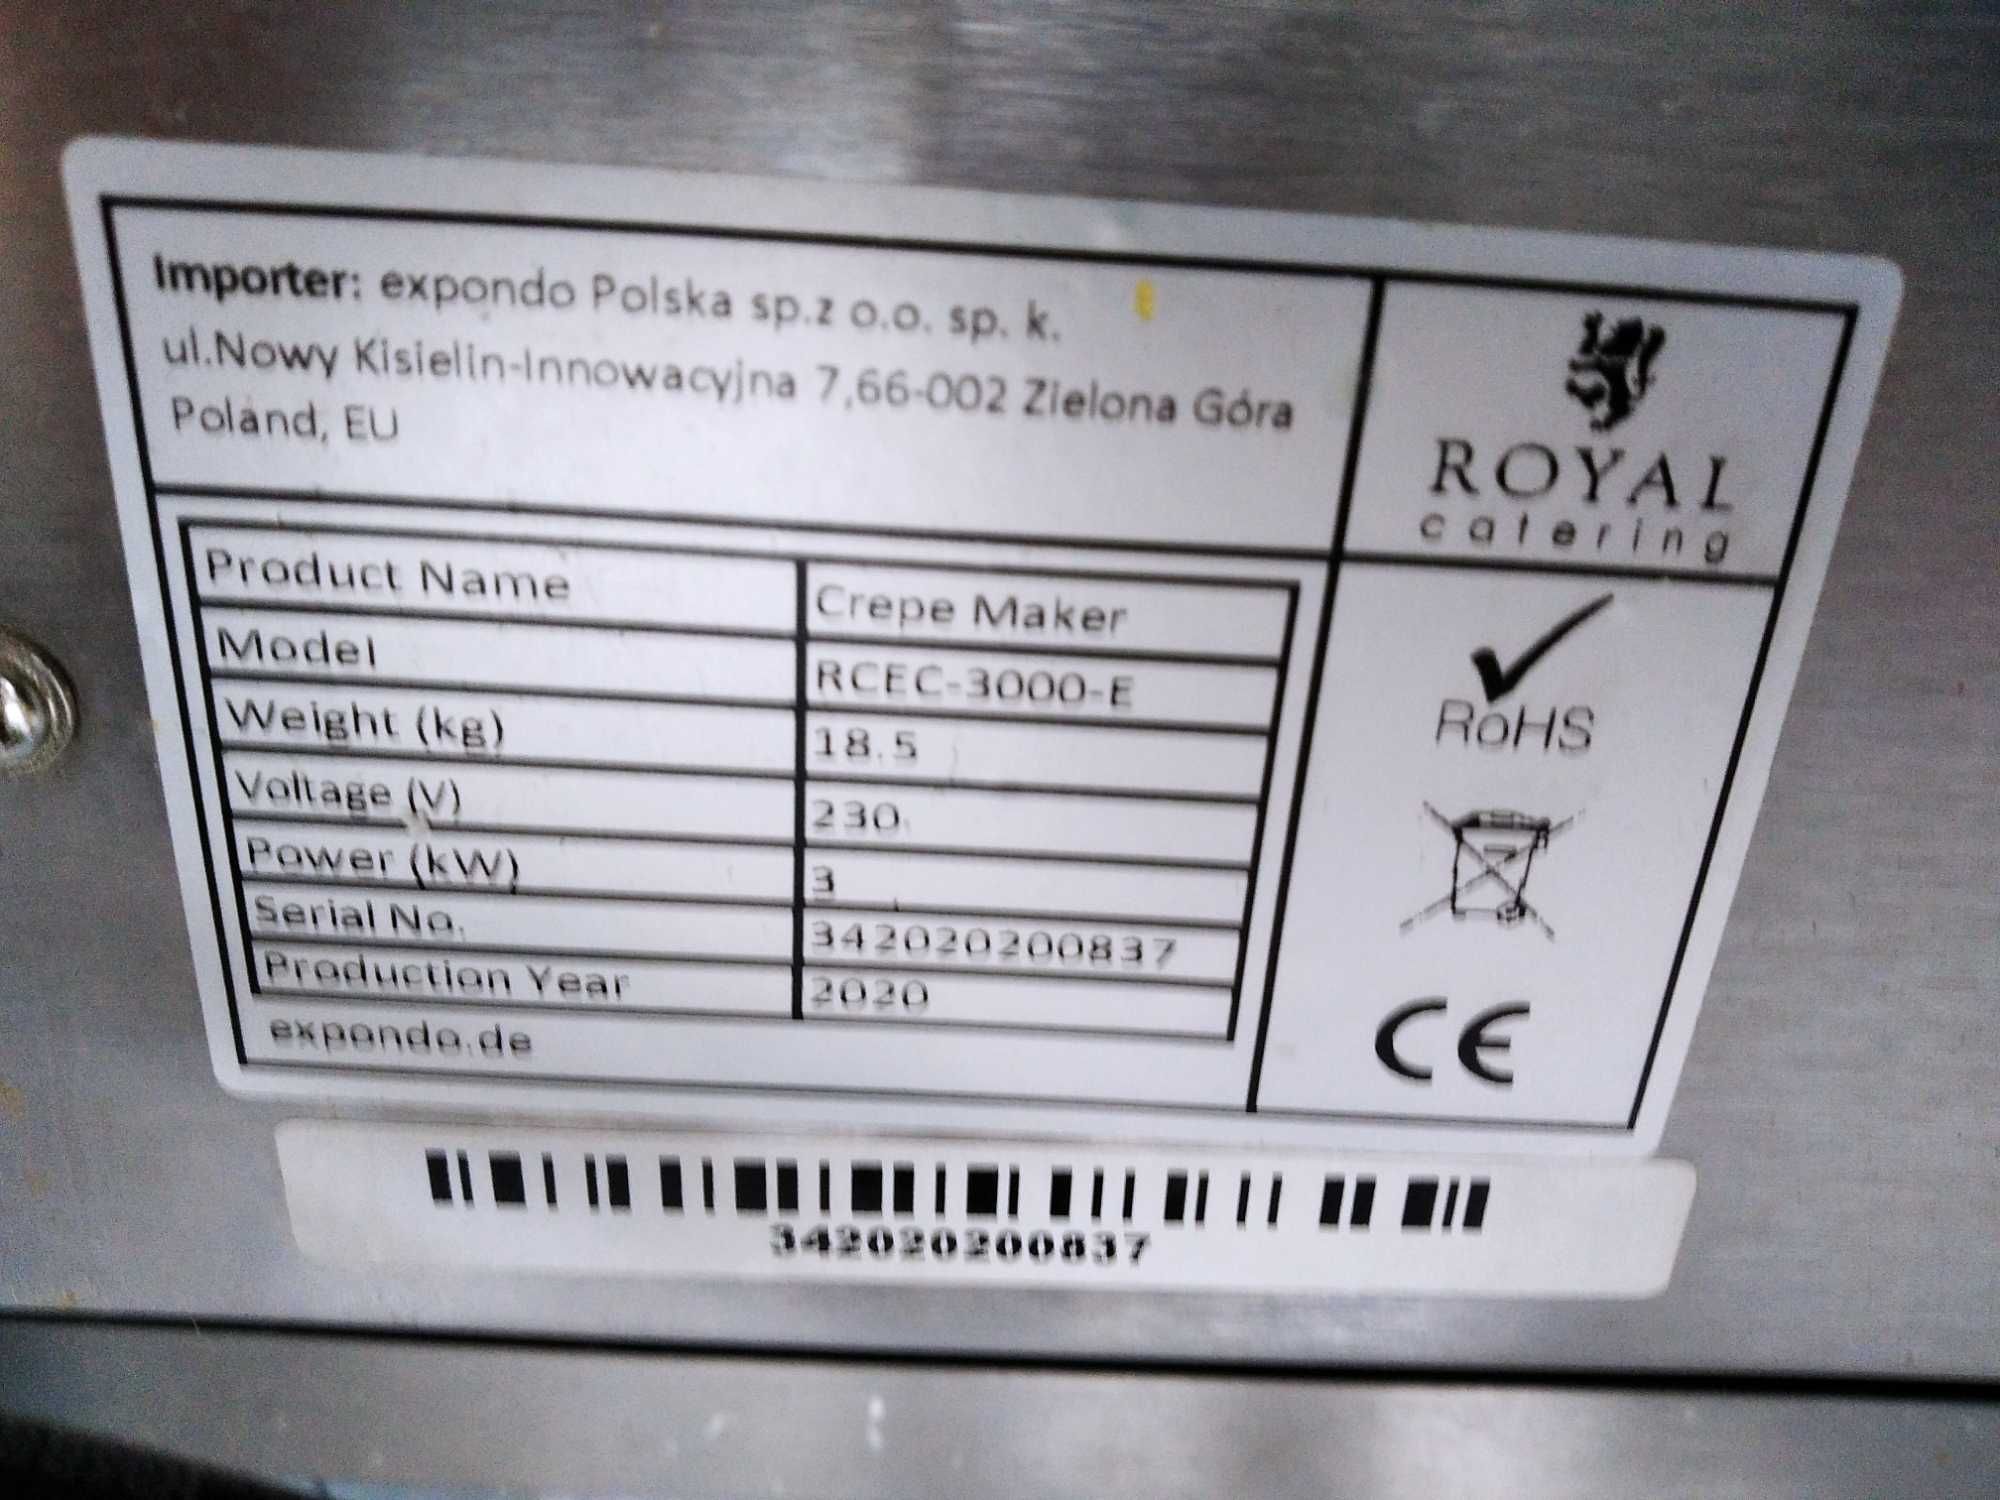 Importer: expondo Polska sp.z o.o. sp. k.
ul.Nowy Kisielin-Innowacyjna 7,66-002 Zielona Góra
Poland, EU
ROYAL
catering
Product Name Crepe Maker
Model RCEC-3000-E
Weight (kg) 18.5
Voltage (V) 230
Power (kW) 3
Serial No. 342020200837
Production Year 2020
expondo.de
RoHS
CE
342020200837